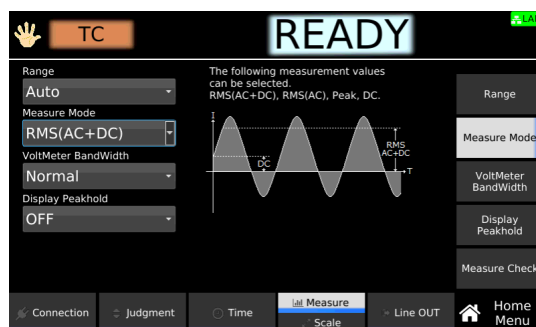 TC
READY
LA
Range
Auto
Measure Mode
RMS(AC+DC)
VoltMeter BandWidth
Normal
Display Peakhold
OFF
The following measurement values
can be selected.
RMS(AC+DC), RMS(AC), Peak, DC.
I
DC
RMS
AC+DC
T
Range
Measure Mode
VoltMeter
BandWidth
Display
Peakhold
Measure Check
Connection
Judgment
Time
Measure
Scale
Line OUT
Home
Menu